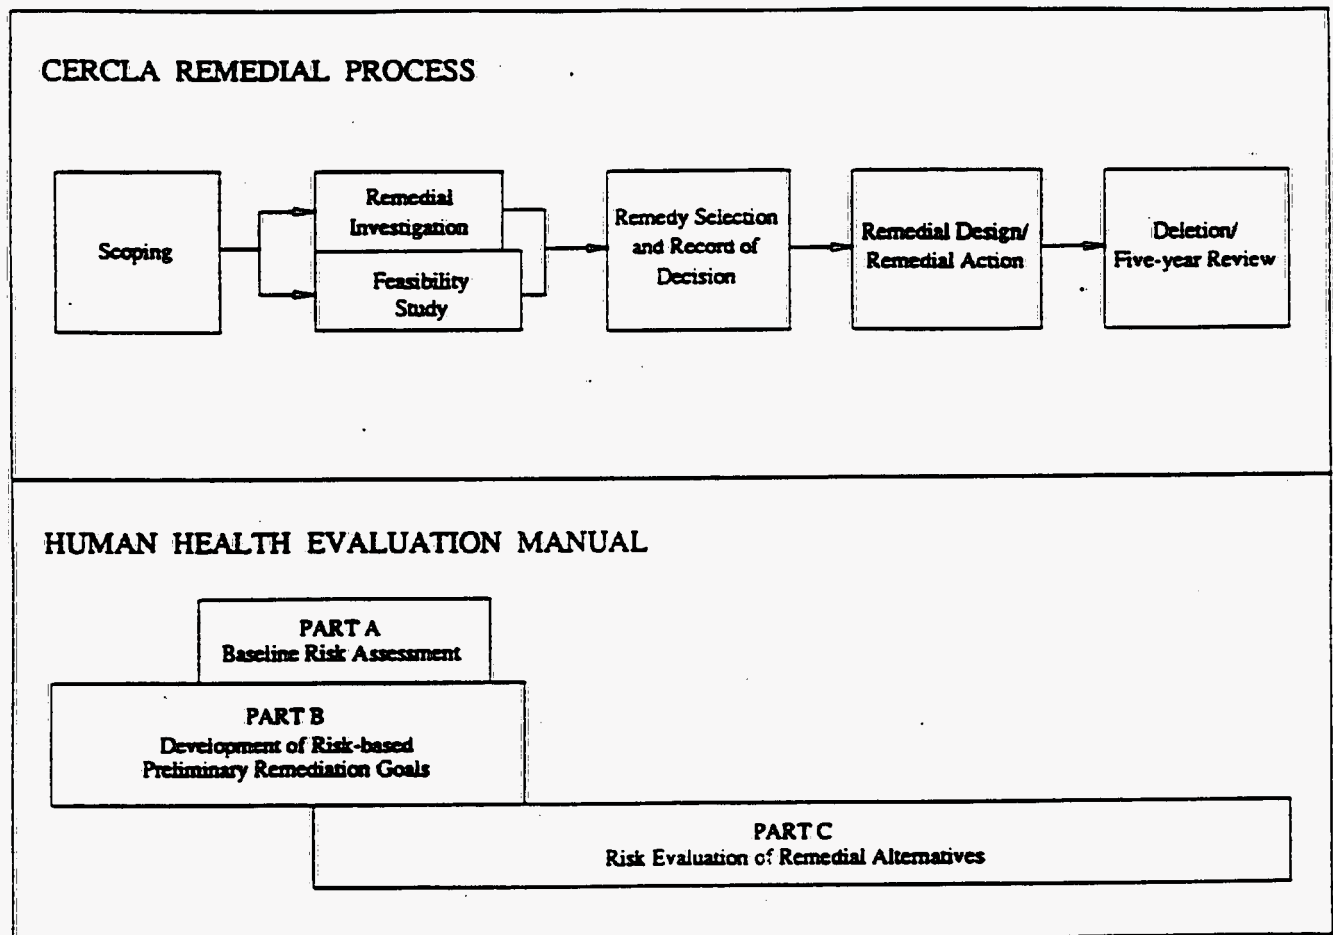 CERCLA REMEDIAL PROCESS
Scoping
Remedial
Investigation
Feasibility
Study
Remedy Selection
and Record of
Decision
Remedial Design/
Remedial Action
Deletion/
Five-year Review
HUMAN HEALTH EVALUATION MANUAL
PART A
Baseline Risk Assessment
PART B
Development of Risk-based
Preliminary Remediation Goals
PART C
Risk Evaluation of Remedial Alternatives